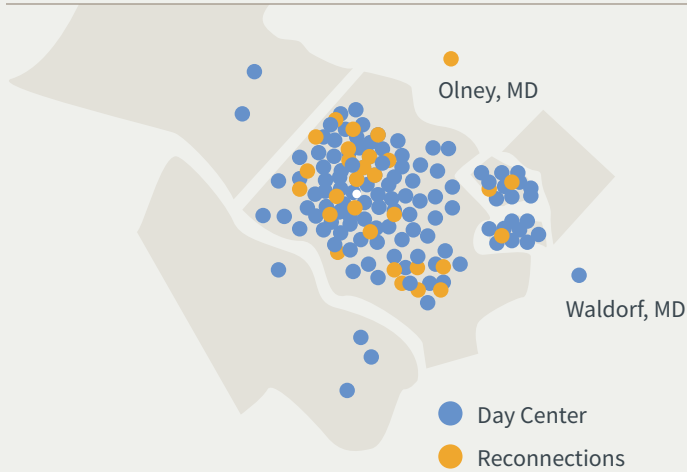 Olney, MD
Waldorf, MD
Day Center
Reconnections